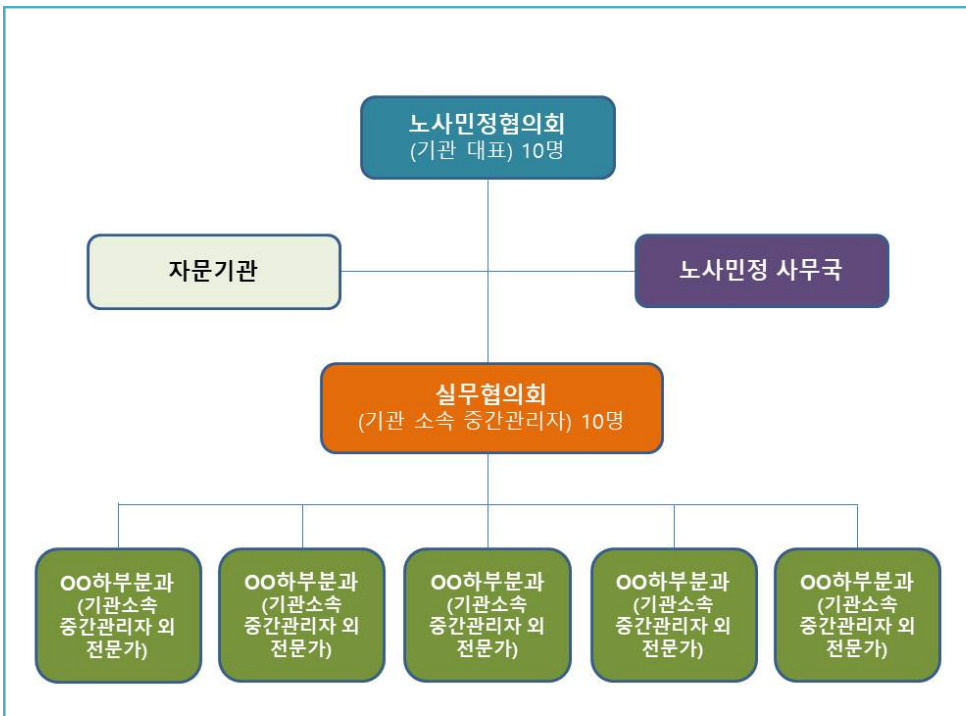 노사민정협의회
(기관 대표) 10명
자문기관
노사민정 사무국
실무협의회
(기관 소속 중간관리자) 10명
OO하부분과
(기관소속
중간관리자 외
전문가)
OO하부분과
(기관소속
중간관리자 외
전문가)
OO하부분과
(기관소속
중간관리자 외
전문가)
OO하부분과
(기관소속
중간관리자 외
전문가)
OO하부분과
(기관소속
중간관리자 외
전문가)